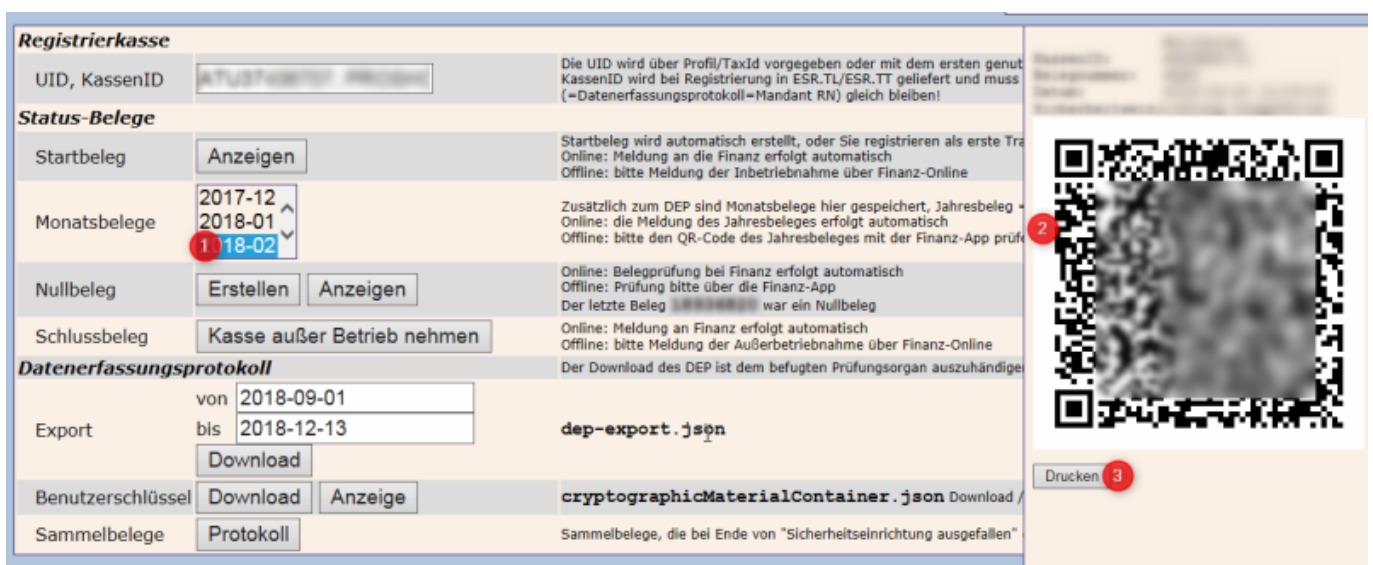 Registrierkasse
UID, KassenID
Die UID wird über Profil/TaxId vorgegeben oder mit dem ersten genut
KassenID wird bei Registrierung in ESR.TL/ESR.TT geliefert und muss
(=Datenerfassungsprotokoll=Mandant RN) gleich bleiben!
Status-Belege
Startbeleg
Anzeigen
Startbeleg wird automatisch erstellt, oder Sie registrieren als erste Tra
Online: Meldung an die Finanz erfolgt automatisch
Offline: bitte Meldung der Inbetriebnahme über Finanz-Online
Monatsbelege
2017-12
2018-01
1 018-02
Zusätzlich zum DEP sind Monatsbelege hier gespeichert, Jahresbeleg =
Online: die Meldung des Jahresbeleges erfolgt automatisch
Offline: bitte den QR-Code des Jahresbeleges mit der Finanz-App prüfe
2
Nullbeleg
Erstellen Anzeigen
Online: Belegprüfung bei Finanz erfolgt automatisch
Offline: Prüfung bitte über die Finanz-App
Der letzte Beleg war ein Nullbeleg
Schlussbeleg
Kasse außer Betrieb nehmen
Online: Meldung an Finanz erfolgt automatisch
Offline: bitte Meldung der Außerbetriebnahme über Finanz-Online
Datenerfassungsprotokoll
Der Download des DEP ist dem befugten Prüfungsorgan auszuhändige
Export
von 2018-09-01
bis 2018-12-13
Download
dep-export.json
Drucken 3
Benutzerschlüssel
Download Anzeige
cryptographicMaterialContainer.json Download /
Sammelbelege
Protokoll
Sammelbelege, die bei Ende von "Sicherheitseinrichtung ausgefallen"